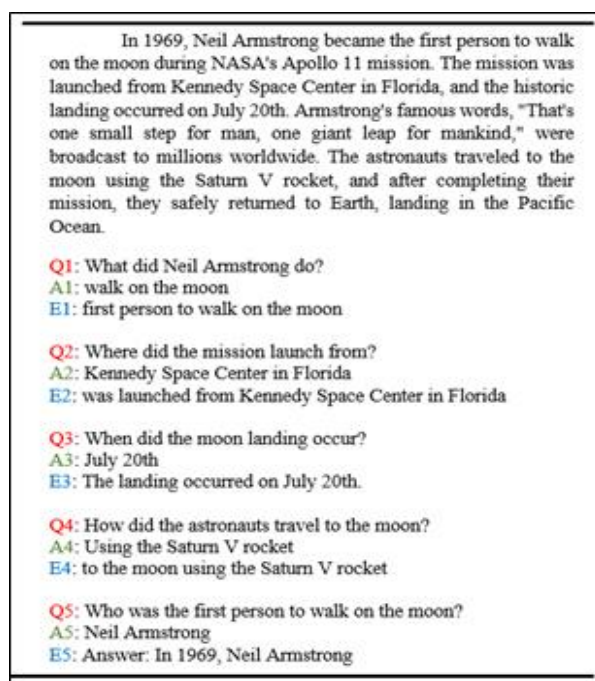 In 1969, Neil Armstrong became the first person to walk
on the moon during NASA's Apollo 11 mission. The mission was
launched from Kennedy Space Center in Florida, and the historic
landing occurred on July 20th. Armstrong's famous words, "That's
one small step for man, one giant leap for mankind," were
broadcast to millions worldwide. The astronauts traveled to the
moon using the Saturn V rocket, and after completing their
mission, they safely returned to Earth, landing in the Pacific
Ocean.
Q1: What did Neil Armstrong do?
A1: walk on the moon
E1: first person to walk on the moon
Q2: Where did the mission launch from?
A2: Kennedy Space Center in Florida
E2: was launched from Kennedy Space Center in Florida
Q3: When did the moon landing occur?
A3: July 20th
E3: The landing occurred on July 20th.
Q4: How did the astronauts travel to the moon?
A4: Using the Saturn V rocket
E4: to the moon using the Saturn V rocket
Q5: Who was the first person to walk on the moon?
A5: Neil Armstrong
E5: Answer: In 1969, Neil Armstrong